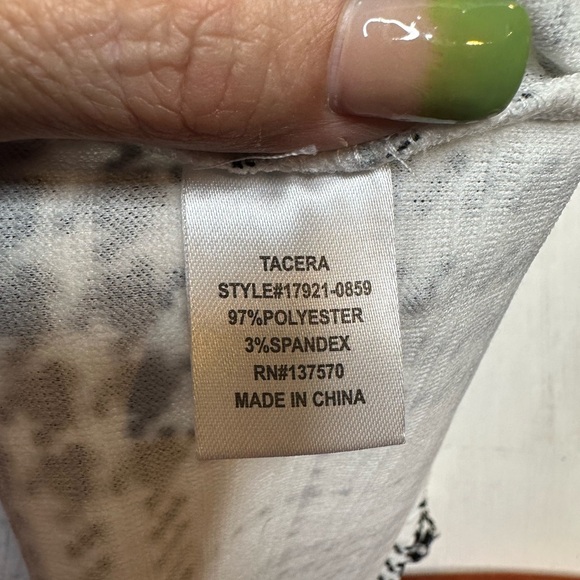 TACERA
STYLE#17921-0859
97%POLYESTER
3%SPANDEX
RN#137570
MADE IN CHINA